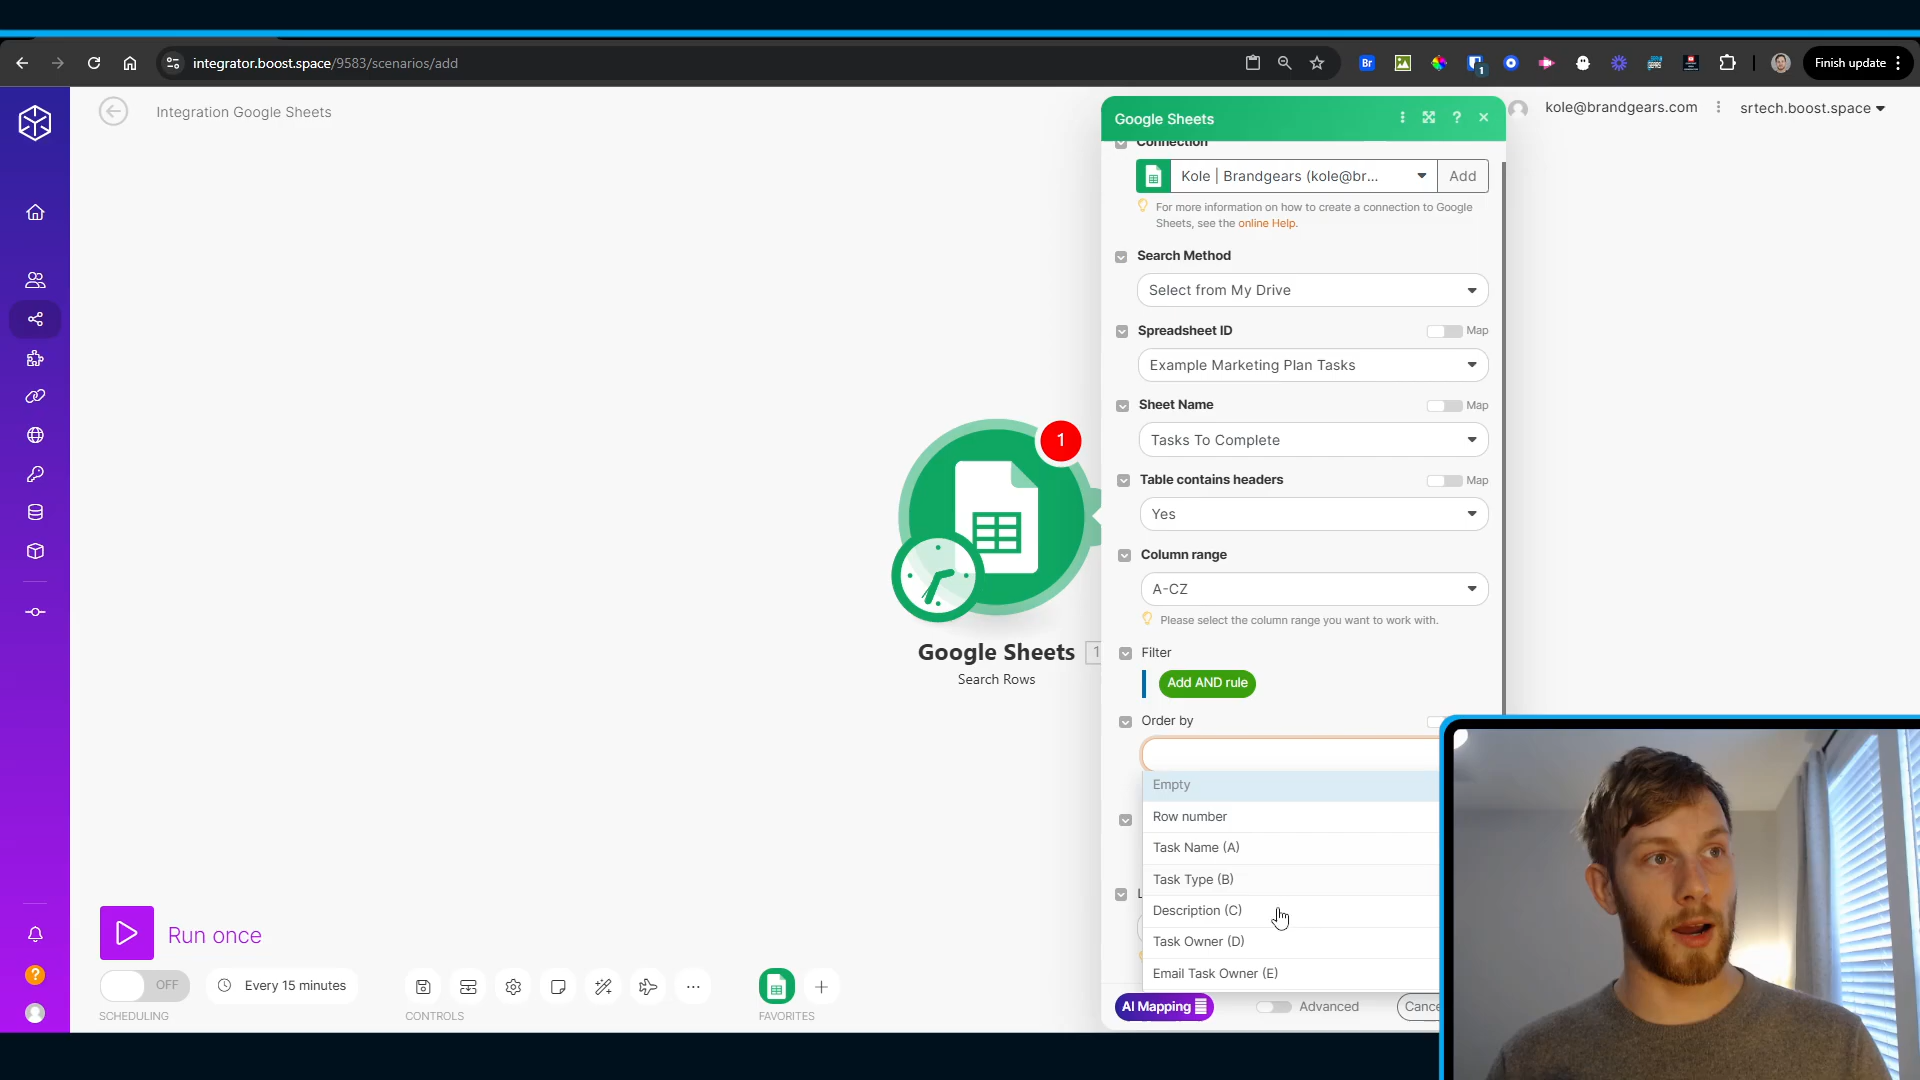 integrator.boost.space/9583/scenarios/add
Br
1
Finish update
Integration Google Sheets
kole@brandgears.com
srtech.boost.space
Google Sheets
?
Connection
Kole | Brandgears (kole@br...
Add
For more information on how to create a connection to Google
Sheets, see the online Help.
Search Method
Select from My Drive
Spreadsheet ID
Map
Example Marketing Plan Tasks
Sheet Name
Map
Tasks To Complete
Table contains headers
Map
Yes
Column range
A-CZ
Please select the column range you want to work with.
Filter
Add AND rule
Order by
Empty
Row number
Task Name (A)
Task Type (B)
Description (C)
Task Owner (D)
Email Task Owner (E)
AI Mapping
Advanced
Cance
1
Google Sheets
1
Search Rows
Run once
OFF
Every 15 minutes
SCHEDULING
CONTROLS
FAVORITES
?